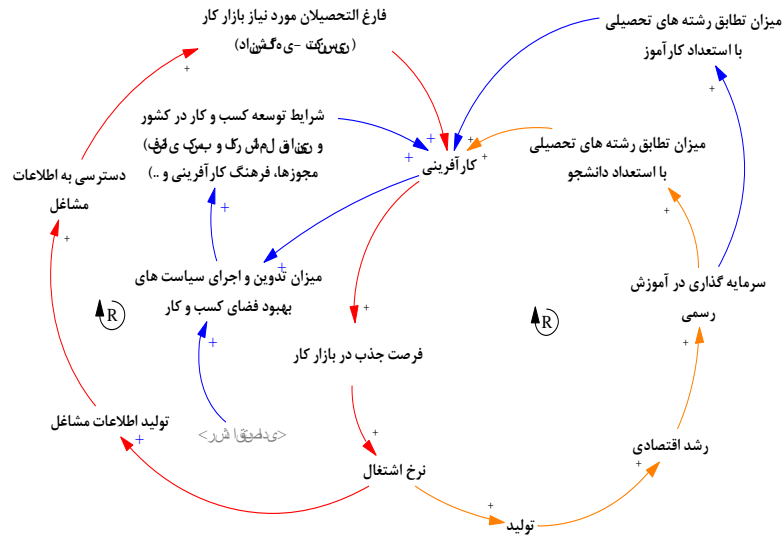 فارغ التحصیلان مورد نیاز بازار کار
میزان تطابق رشته های تحصیلی
با استعداد کارآموز
شرایط توسعه کسب و کار در کشور
مجوزها، فرهنگ کارآفرینی و ..)
کارآفرینی
میزان تطابق رشته های تحصیلی
با استعداد دانشجو
دسترسی به اطلاعات
مشاغل
میزان تدوین و اجرای سیاست های
بهبود فضای کسب و کار
سرمایه گذاری در آموزش
رسمی
R
R
فرصت جذب در بازار کار
تولید اطلاعات مشاغل
رشد اقتصادی
نرخ اشتغال
تولید